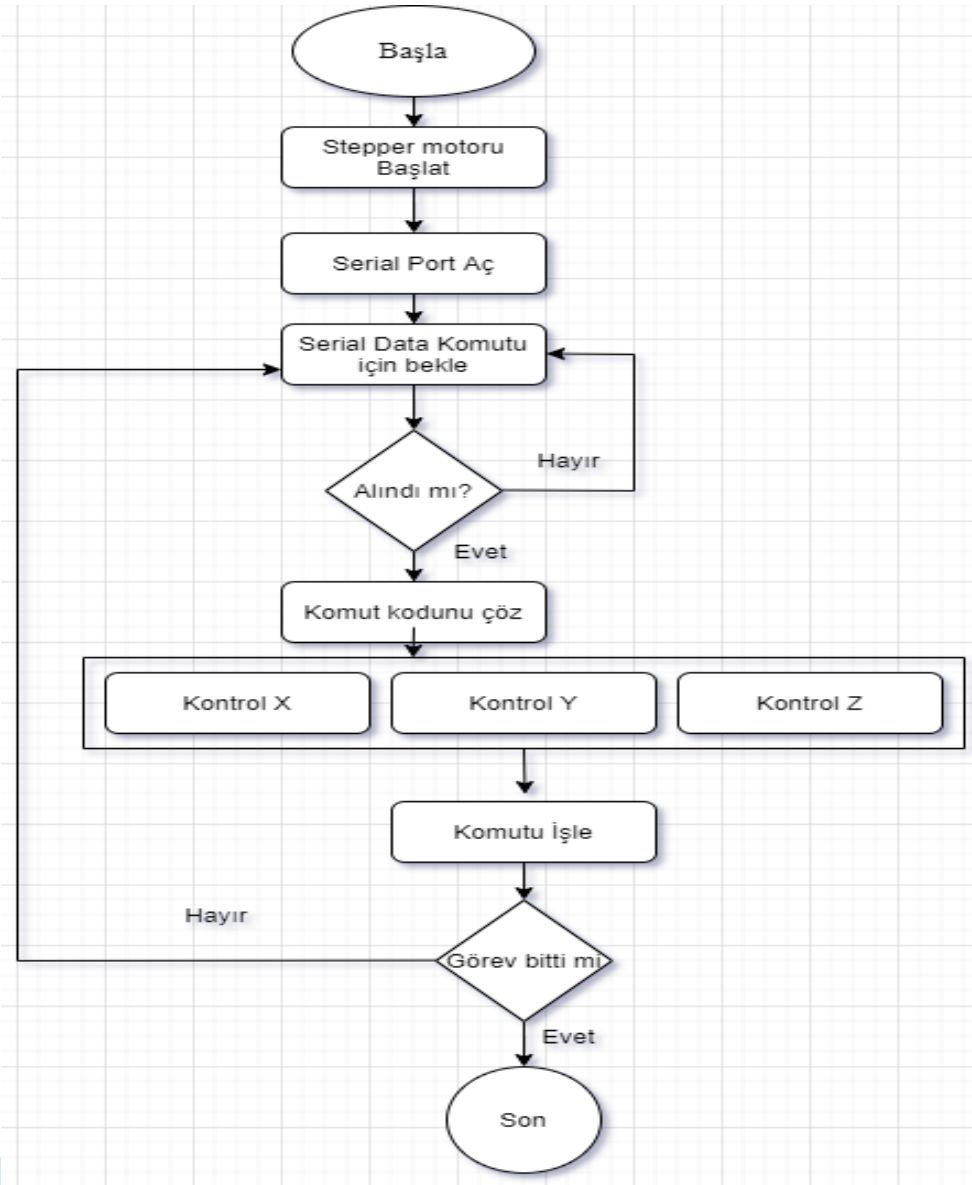 Başla
Stepper motoru
Başlat
Serial Port Aç
Serial Data Komutu
için bekle
Hayır
Alındı mı?
Evet
Komut kodunu çöz
Kontrol X
Kontrol Y
Kontrol Z
Komutu İşle
Hayır
Görev bitti mi
Evet
Son